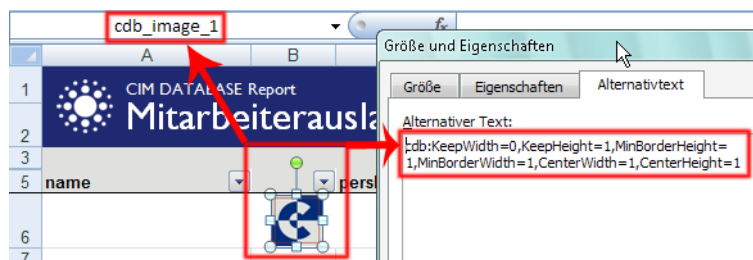 cdb_image_1
fx
Größe und Eigenschaften
A
B
Größe
Eigenschaften
Alternativtext
1
CIM DATABASE Report
Mitarbeiterausla
2
Alternativer Text:
cdb:KeepWidth=0,KeepHeight=1,MinBorderHeight=
1,MinBorderWidth=1,CenterWidth=1,CenterHeight=1
3
5
name
persl
6
7